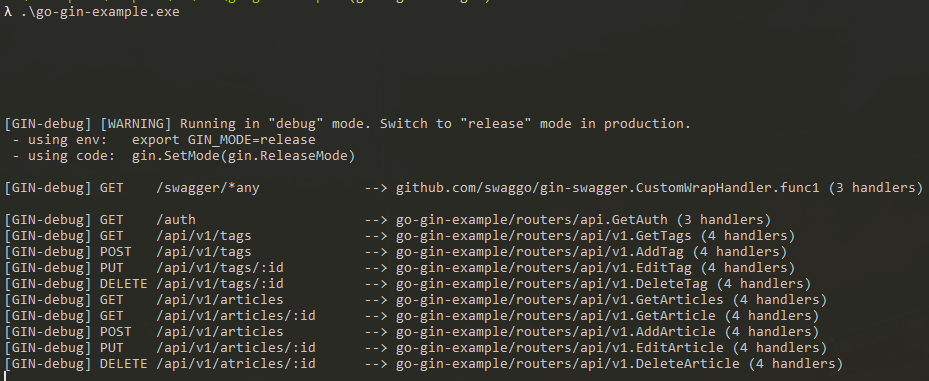 λ .\go-gin-example.exe
[GIN-debug] [WARNING] Running in "debug" mode. Switch to "release" mode in production.
 - using env:   export GIN_MODE=release
 - using code:  gin.SetMode(gin.ReleaseMode)
[GIN-debug] GET    /swagger/*any             --> github.com/swaggo/gin-swagger.CustomWrapHandler.func1 (3 handlers)
[GIN-debug] GET    /auth                     --> go-gin-example/routers/api.GetAuth (3 handlers)
[GIN-debug] GET    /api/v1/tags              --> go-gin-example/routers/api/v1.GetTags (4 handlers)
[GIN-debug] POST   /api/v1/tags              --> go-gin-example/routers/api/v1.AddTag (4 handlers)
[GIN-debug] PUT    /api/v1/tags/:id          --> go-gin-example/routers/api/v1.EditTag (4 handlers)
[GIN-debug] DELETE /api/v1/tags/:id          --> go-gin-example/routers/api/v1.DeleteTag (4 handlers)
[GIN-debug] GET    /api/v1/articles          --> go-gin-example/routers/api/v1.GetArticles (4 handlers)
[GIN-debug] GET    /api/v1/articles/:id      --> go-gin-example/routers/api/v1.GetArticle (4 handlers)
[GIN-debug] POST   /api/v1/articles          --> go-gin-example/routers/api/v1.AddArticle (4 handlers)
[GIN-debug] PUT    /api/v1/articles/:id      --> go-gin-example/routers/api/v1.EditArticle (4 handlers)
[GIN-debug] DELETE /api/v1/atricles/:id      --> go-gin-example/routers/api/v1.DeleteArticle (4 handlers)